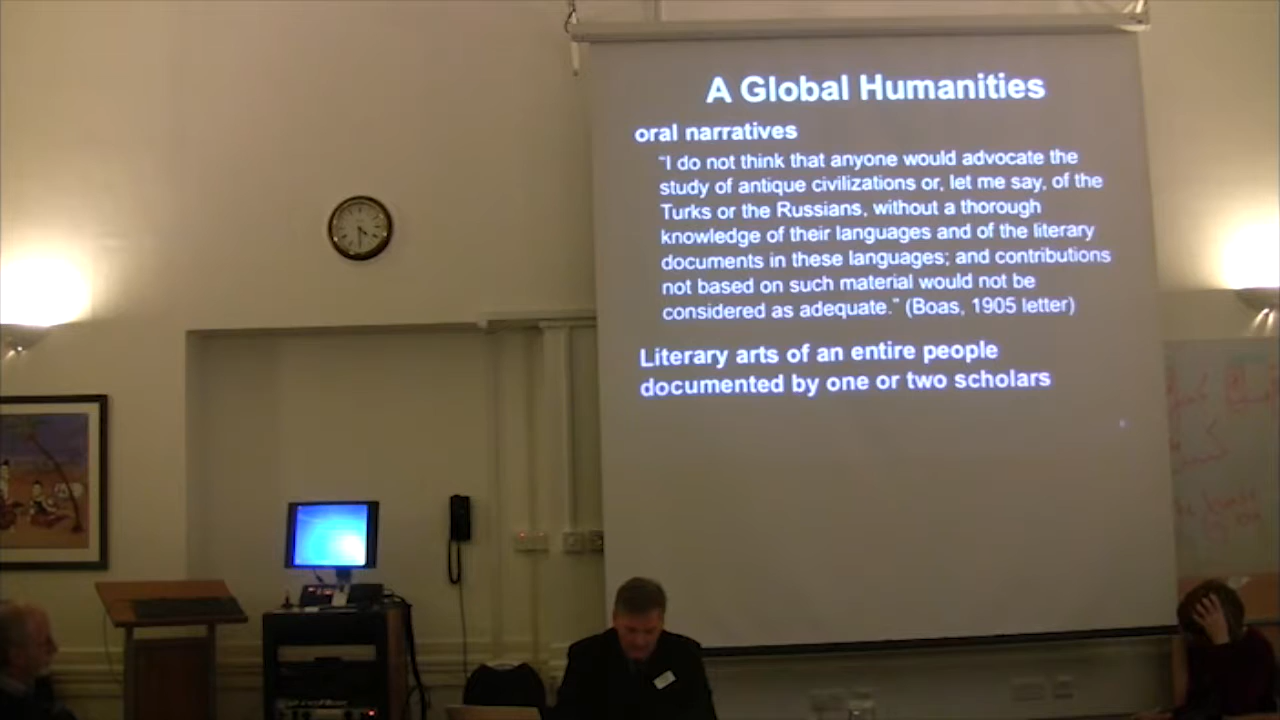 A Global Humanities
oral narratives
“I do not think that anyone would advocate the
study of antique civilizations or, let me say, of the
Turks or the Russians, without a thorough
knowledge of their languages and of the literary
documents in these languages; and contributions
not based on such material would not be
considered as adequate.” (Boas, 1905 letter)
Literary arts of an entire people
documented by one or two scholars